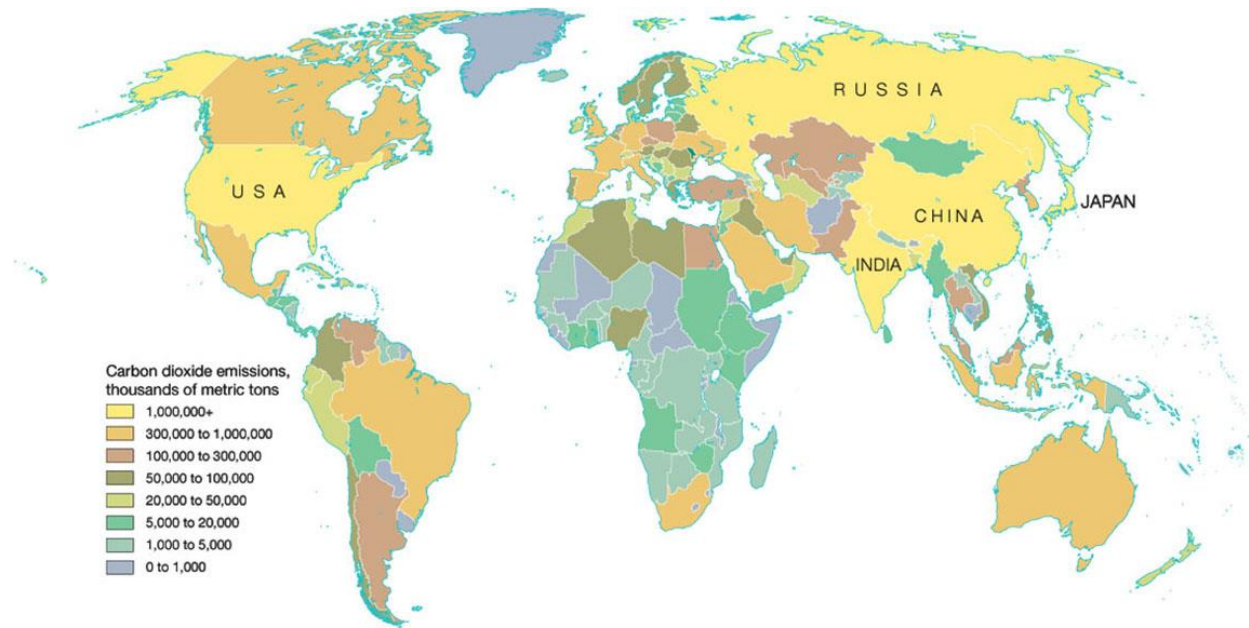 RUSSIA
USA
JAPAN
CHINA
INDIA
Carbon dioxide emissions,
thousands of metric tons
1,000,000+
300,000 to 1,000,000
100,000 to 300,000
50,000 to 100,000
20,000 to 50,000
5,000 to 20,000
1,000 to 5,000
0 to 1,000